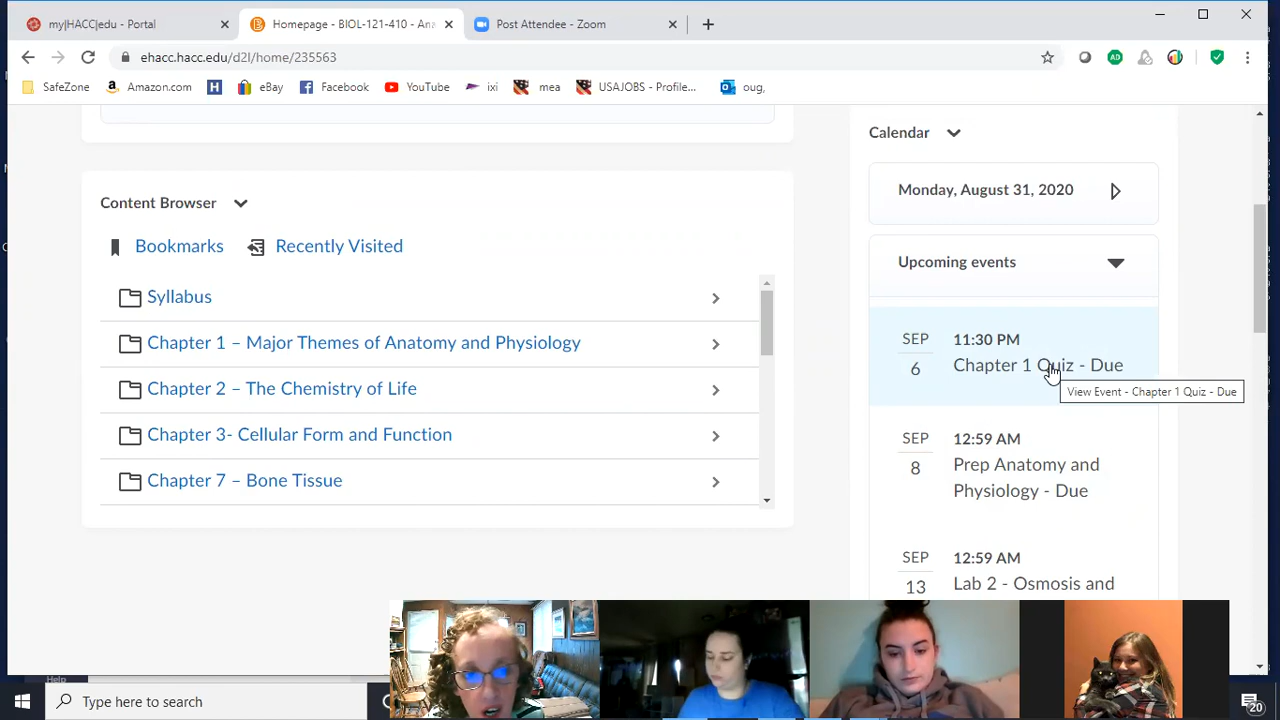 my|HACC|edu - Portal
Homepage - BIOL-121-410 - Ana
Post Attendee - Zoom
ehacc.hacc.edu/d2l/home/235563
SafeZone
Amazon.com
H
eBay
Facebook
YouTube
ixi
mea
USAJOBS - Profile...
oug,
Calendar
Monday, August 31, 2020
Content Browser
Bookmarks
Recently Visited
Upcoming events
Syllabus
Chapter 1 – Major Themes of Anatomy and Physiology
Chapter 2 – The Chemistry of Life
Chapter 3- Cellular Form and Function
Chapter 7 – Bone Tissue
SEP
6
11:30 PM
Chapter 1 Quiz - Due
View Event - Chapter 1 Quiz - Due
SEP
8
12:59 AM
Prep Anatomy and
Physiology - Due
SEP
13
12:59 AM
Lab 2 - Osmosis and
Help
Type here to search
20